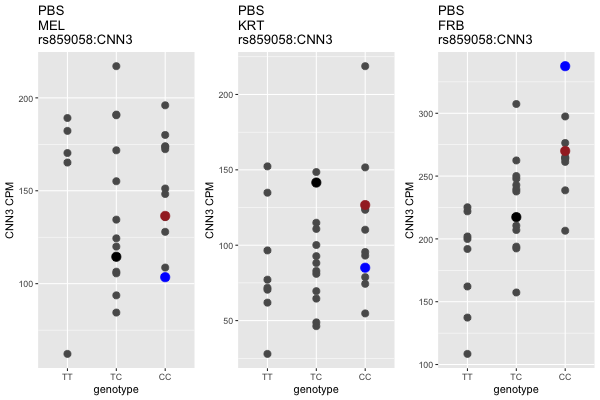 PBS
MEL
rs859058:CNN3
CNN3 CPM
200
150
100
TT
TC
CC
genotype
PBS
KRT
rs859058:CNN3
CNN3 CPM
200
150
100
50
TT
TC
CC
genotype
PBS
FRB
rs859058:CNN3
CNN3 CPM
300
250
200
150
100
TT
TC
CC
genotype